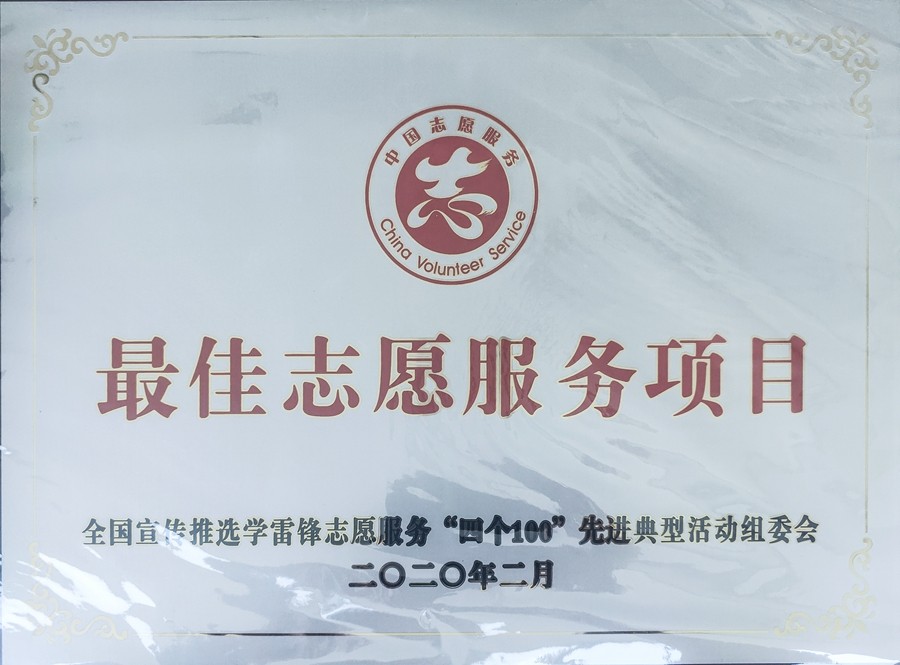 中国志愿服务
志
China Volunteer Service
最佳志愿服务项目
全国宣传推选学雷锋志愿服务“四个100”先进典型活动组委会
二〇二〇年二月